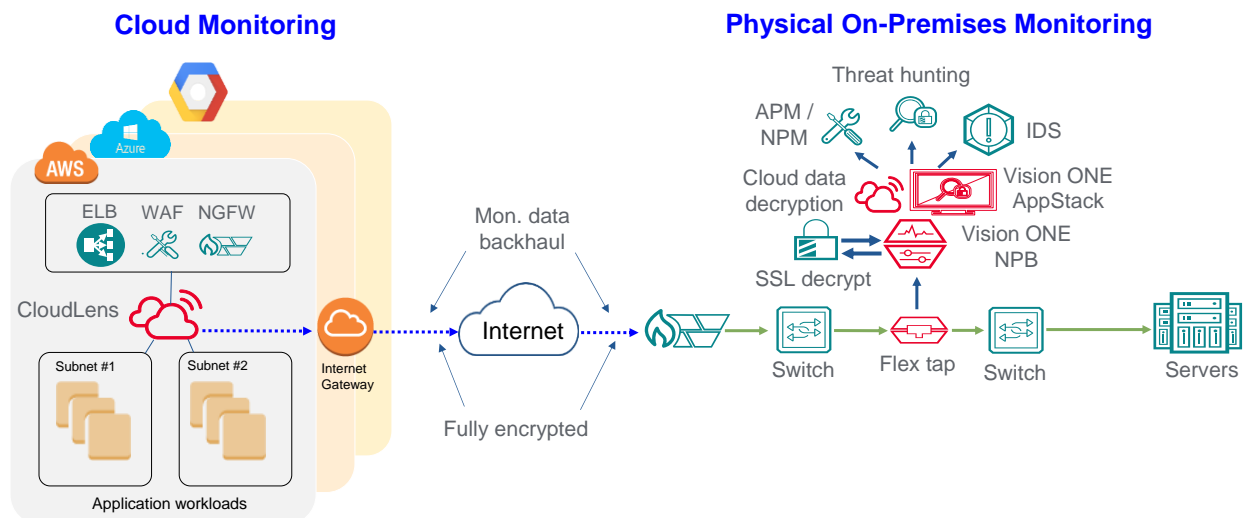 Cloud Monitoring
Physical On-Premises Monitoring
Azure
AWS
ELB
WAF
NGFW
CloudLens
Subnet #1
Subnet #2
Application workloads
Internet
Gateway
Mon. data
backhaul
Internet
Fully encrypted
Threat hunting
APM /
NPM
IDS
Cloud data
decryption
Vision ONE
AppStack
SSL decrypt
Vision ONE
NPB
Switch
Flex tap
Switch
Servers